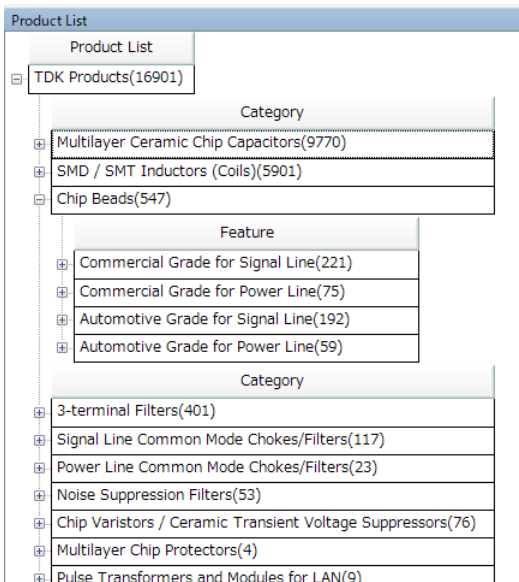 Product List
Product List
TDK Products(16901)
Category
Multilayer Ceramic Chip Capacitors(9770)
SMD / SMT Inductors (Coils)(5901)
Chip Beads(547)
Feature
Commercial Grade for Signal Line(221)
Commercial Grade for Power Line(75)
Automotive Grade for Signal Line(192)
Automotive Grade for Power Line(59)
Category
3-terminal Filters(401)
Signal Line Common Mode Chokes/Filters(117)
Power Line Common Mode Chokes/Filters(23)
Noise Suppression Filters(53)
Chip Varistors / Ceramic Transient Voltage Suppressors(76)
Multilayer Chip Protectors(4)
Pulse Transformers and Modules for LAN(9)